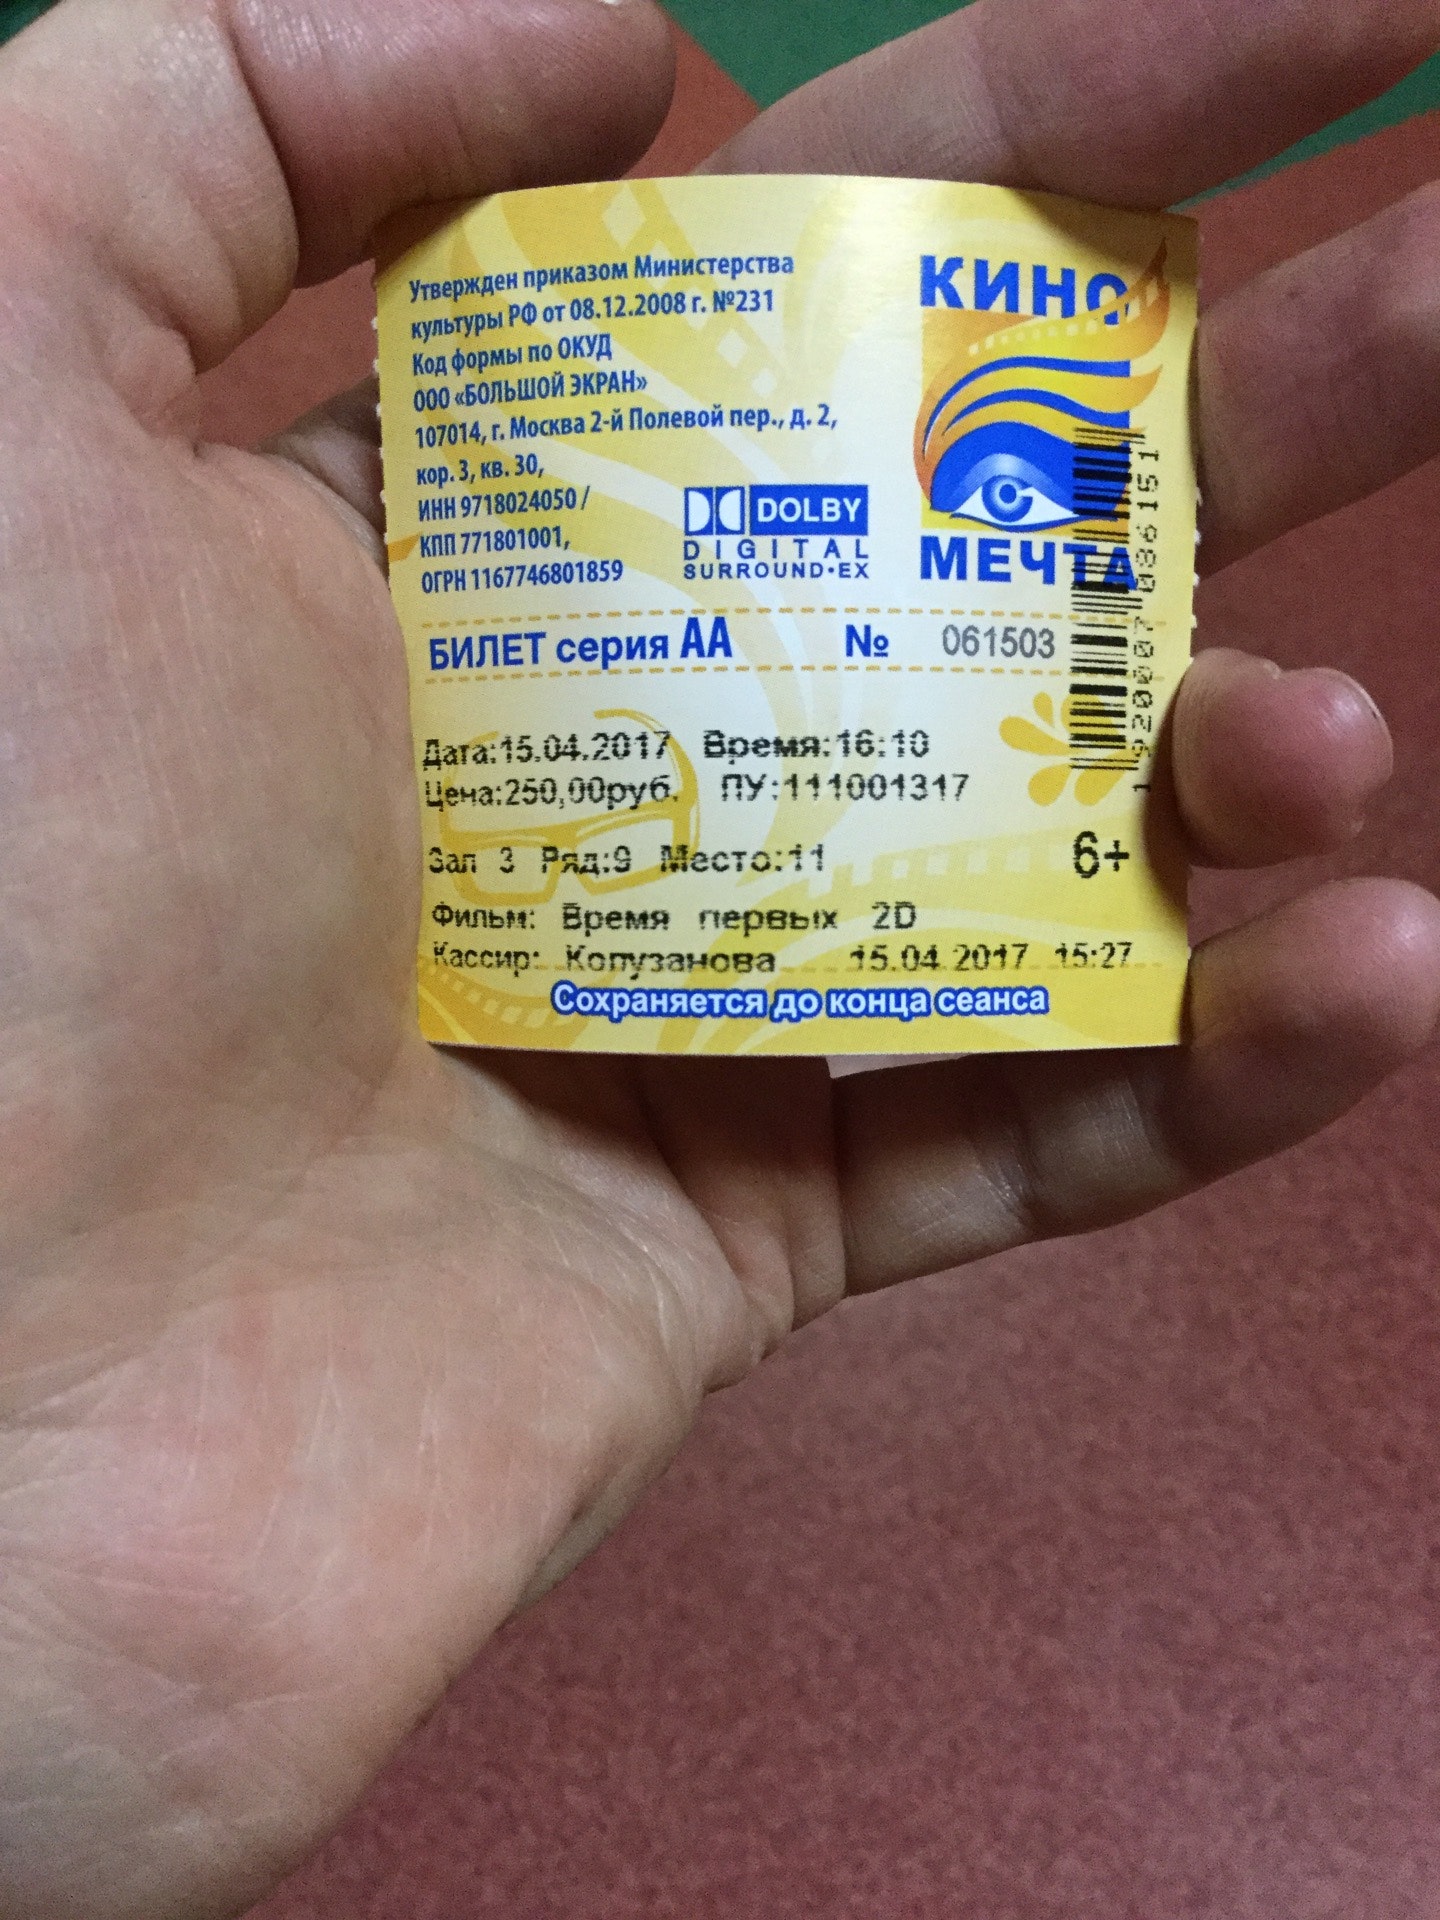 Утвержден приказом Министерства
культуры РФ от 08.12.2008 г. №231
Код формы по ОКУД
ООО «БОЛЬШОЙ ЭКРАН»
107014, г. Москва 2-й Полевой пер., д. 2,
кор. 3, кв. 30,
ИНН 9718024050 /
КПП 771801001,
ОГРН 1167746801859
DOLBY
DIGITAL
SURROUND•EX
КИНО
МЕЧТА
БИЛЕТ серия АА № 061503
Дата:15.04.2017 Время:16:10
Цена:250,00руб. ПУ:111001317
Зал 3 Ряд:9 Место:11
6+
Фильм: Время первых 2D
Кассир: Копузанова 15.04.2017 15:27
Сохраняется до конца сеанса
1920007086151